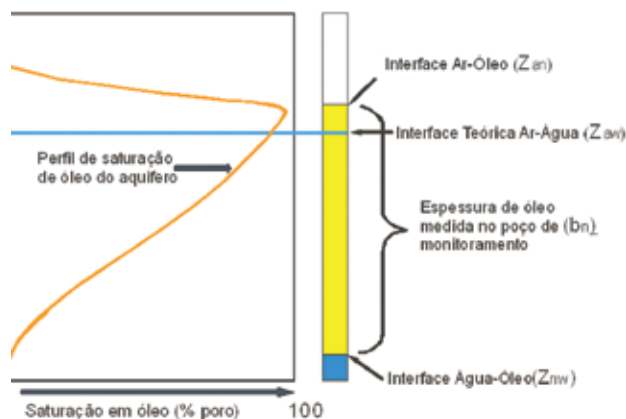 Interface Ar-Óleo (Zan)
Interface Teórica Ar-Água (Zaw)
Perfil de saturação
de óleo do aquífero
Espessura de óleo
medida no poço de (bn)
monitoramento
Interface Água-Óleo(Znw)
Saturação em óleo (% poro) 100